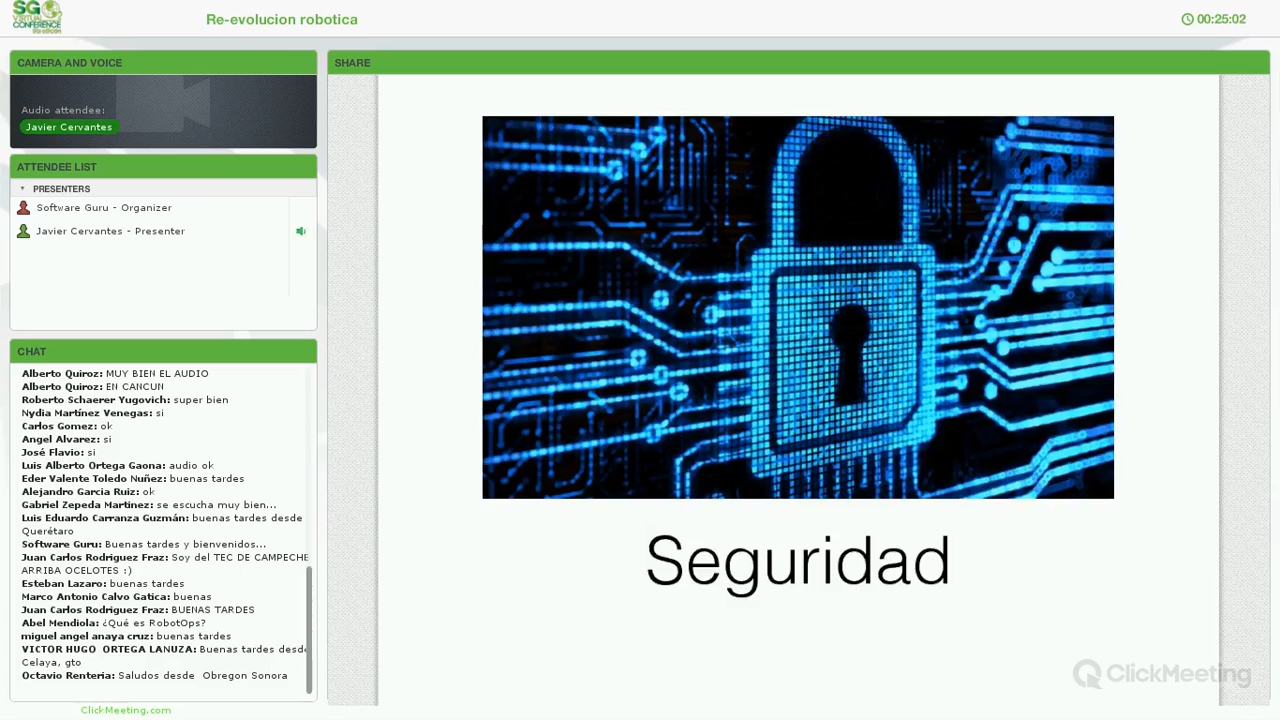 SG
VIRTUAL
CONFERENCE
Re-evolucion robotica
00:25:02
CAMERA AND VOICE
Audio attendee:
Javier Cervantes
ATTENDEE LIST
PRESENTERS
Software Guru - Organizer
Javier Cervantes - Presenter
CHAT
Alberto Quiroz: MUY BIEN EL AUDIO
Alberto Quiroz: EN CANCUN
Roberto Schaerer Yugovich: super bien
Nydia Martínez Venegas: si
Carlos Gomez: ok
Angel Alvarez: si
José Flavio: si
Luis Alberto Ortega Gaona: audio ok
Eder Valente Toledo Nuñez: buenas tardes
Alejandro Garcia Ruiz: ok
Gabriel Zepeda Martinez: se escucha muy bien...
Luis Eduardo Carranza Guzmán: buenas tardes desde
Querétaro
Software Guru: Buenas tardes y bienvenidos...
Juan Carlos Rodriguez Fraz: Soy del TEC DE CAMPECHE
ARRIBA OCELOTES :)
Esteban Lazaro: buenas tardes
Marco Antonio Calvo Gatica: buenas
Juan Carlos Rodriguez Fraz: BUENAS TARDES
Abel Mendiola: ¿Qué es RobotOps?
miguel angel anaya cruz: buenas tardes
VICTOR HUGO ORTEGA LANUZA: Buenas tardes desde
Celaya, gto
Octavio Renteria: Saludos desde Obregon Sonora
ClickMeeting.com
SHARE
Seguridad
ClickMeeting